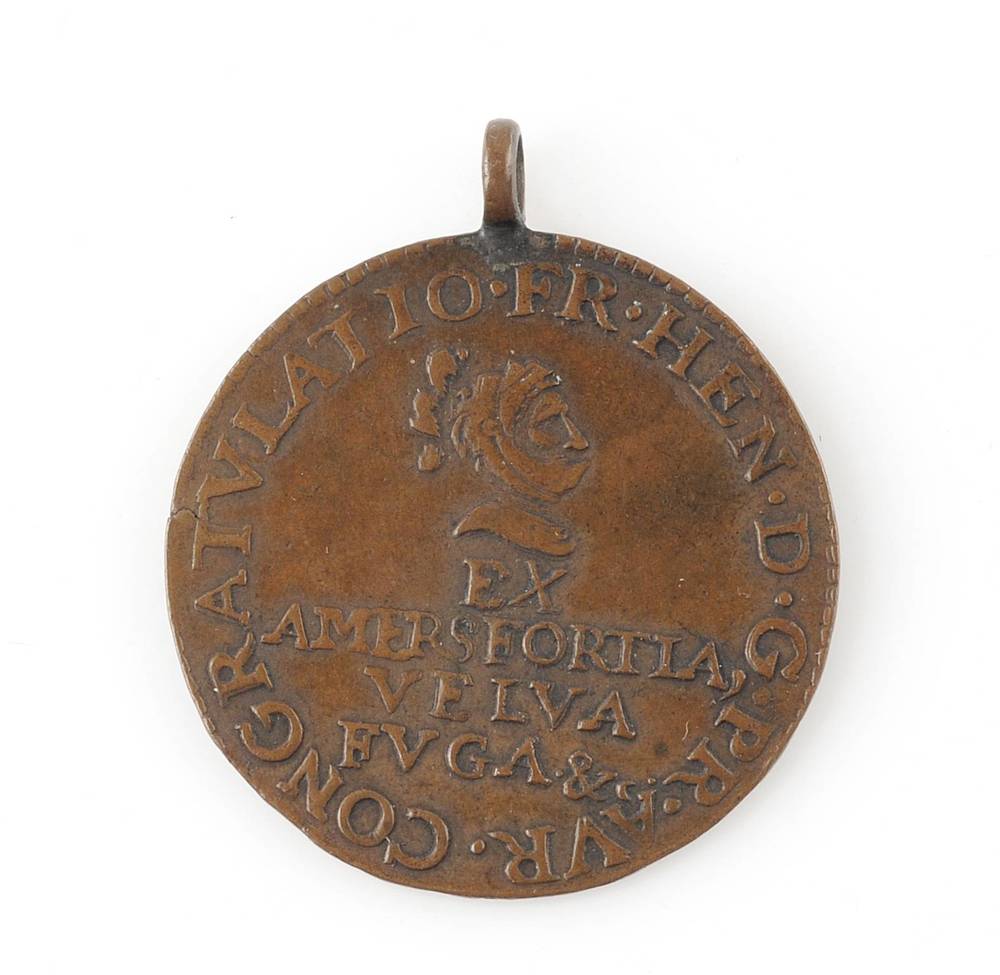 CONGRATVLATIO·FR·HEN·D·G·PR·AVR·
EX
AMERSFORTIA,
VELVA
FVGA·&c: